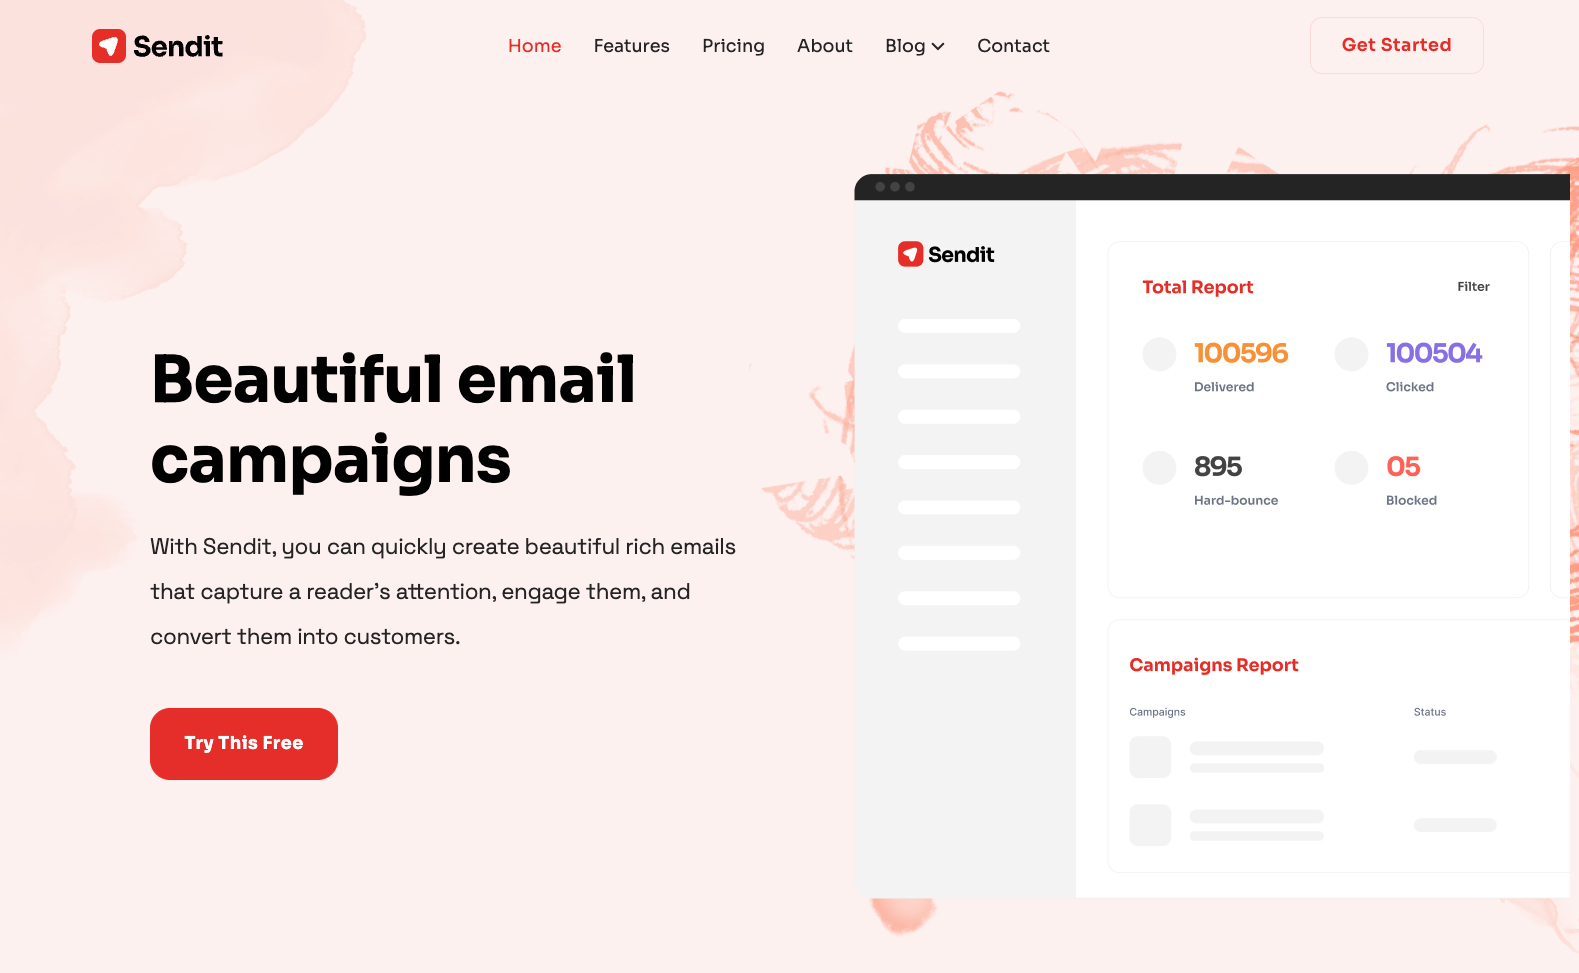 Sendit
Home Features Pricing About Blog Contact
Get Started
Beautiful email
campaigns
With Sendit, you can quickly create beautiful rich emails
that capture a reader's attention, engage them, and
convert them into customers.
Try This Free
Sendit
Total Report
Filter
100596
Delivered
100504
Clicked
895
Hard-bounce
05
Blocked
Campaigns Report
Campaigns
Status